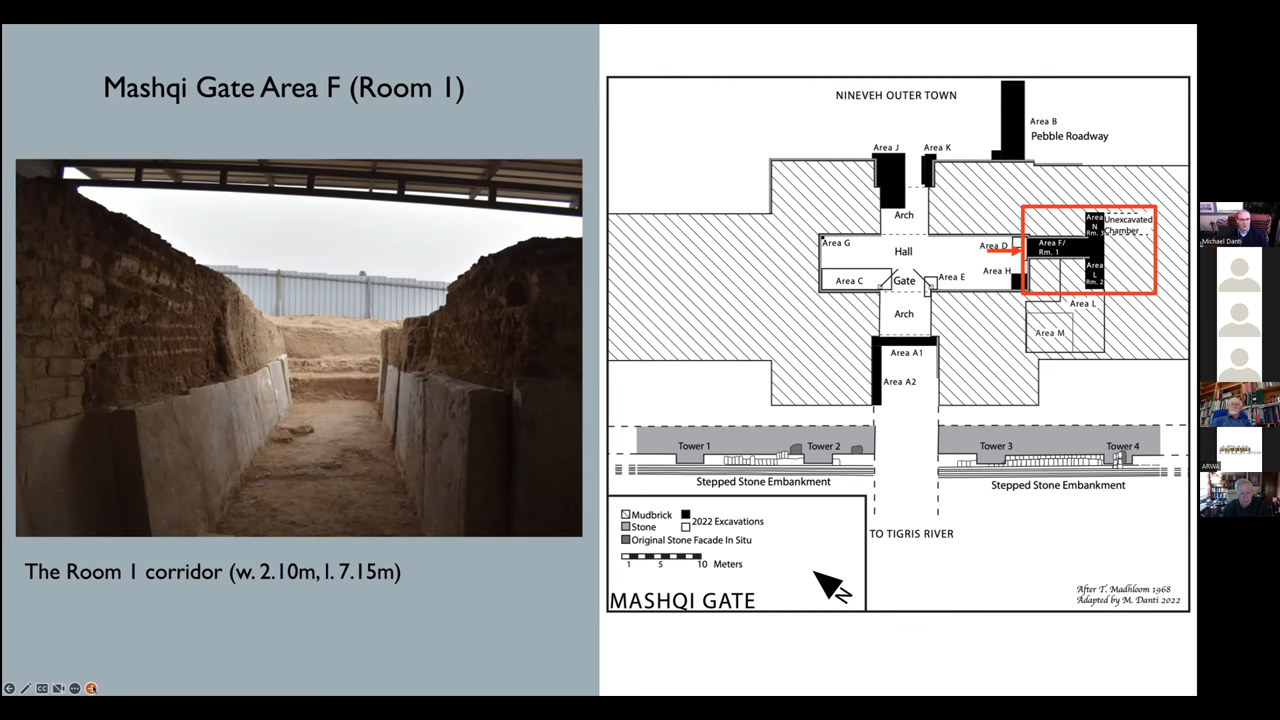 Mashqi Gate Area F (Room 1)
The Room 1 corridor (w. 2.10m, l. 7.15m)
NINEVEH OUTER TOWN
Area B
Pebble Roadway
Area J
Area K
Arch
Area G
Hall
Area D
Area F/
Rm. 1
Area
N
Unexcavated
Chamber
Area C
Gate
Area E
Area H
Area
L
Rm. 2
Area L
Arch
Area M
Area A1
Area A2
Tower 1
Tower 2
Tower 3
Tower 4
Stepped Stone Embankment
Stepped Stone Embankment
TO TIGRIS RIVER
Mudbrick
Stone
2022 Excavations
Original Stone Facade In Situ
1 5 10 Meters
N
MASHQI GATE
After T. Madhloom 1968
Adapted by M. Danti 2022
Michael Danti
ARWA
CC